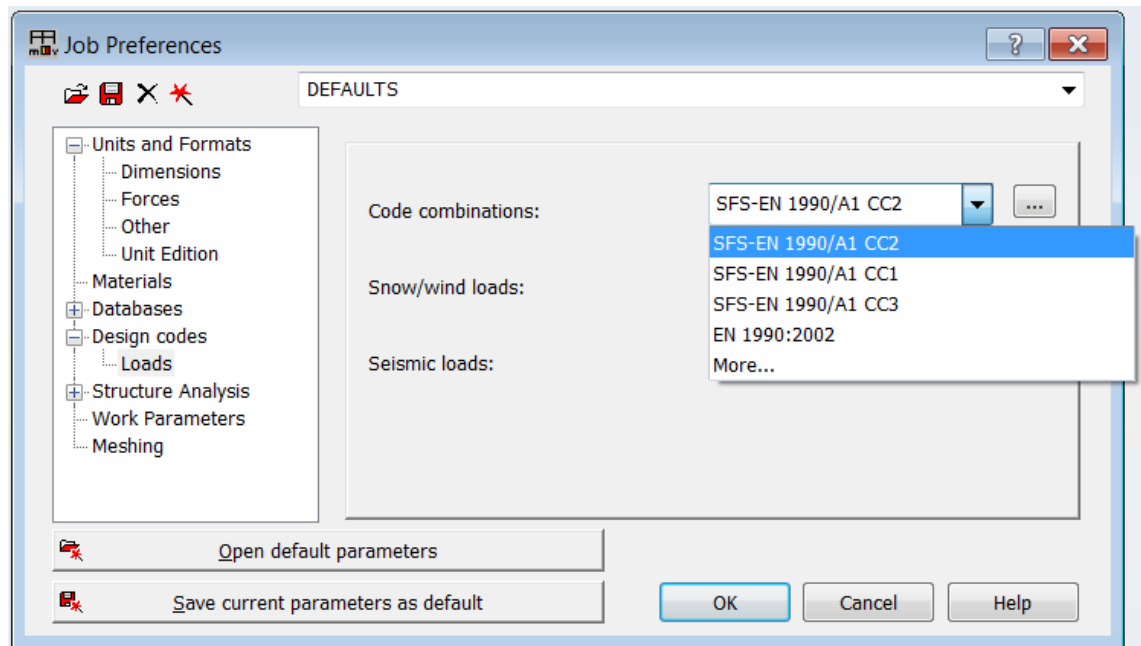 Job Preferences
DEFAULTS
Units and Formats
Dimensions
Forces
Other
Unit Edition
Materials
Databases
Design codes
Loads
Structure Analysis
Work Parameters
Meshing
Code combinations:
SFS-EN 1990/A1 CC2
...
SFS-EN 1990/A1 CC2
SFS-EN 1990/A1 CC1
SFS-EN 1990/A1 CC3
EN 1990:2002
More...
Snow/wind loads:
Seismic loads:
Open default parameters
Save current parameters as default
OK
Cancel
Help